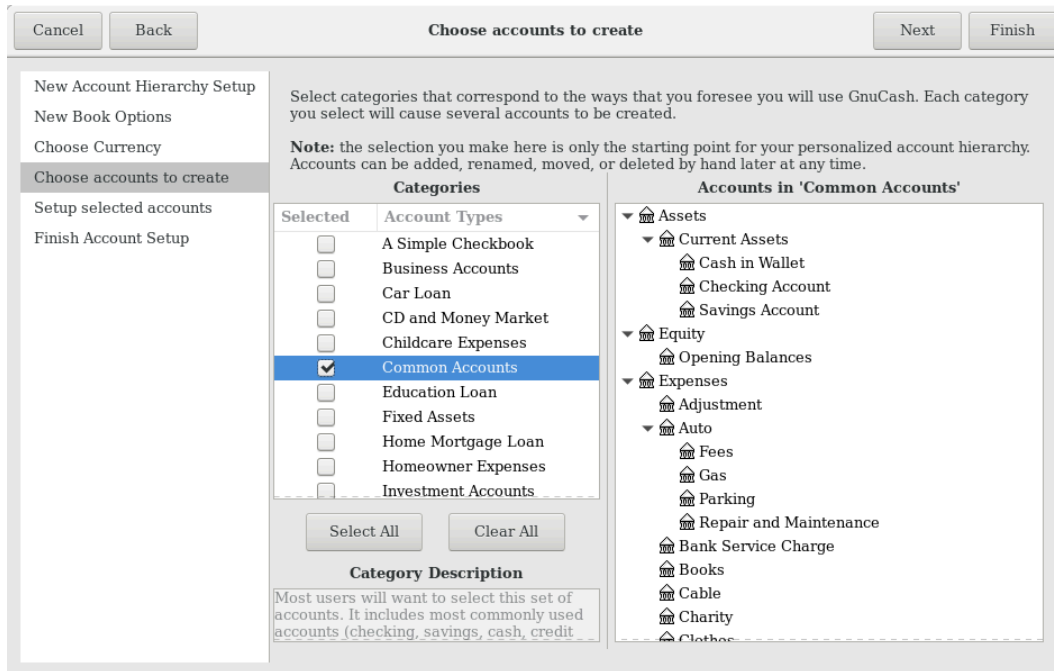 Cancel
Back
Choose accounts to create
Next
Finish
New Account Hierarchy Setup
New Book Options
Choose Currency
Choose accounts to create
Setup selected accounts
Finish Account Setup
Select categories that correspond to the ways that you foresee you will use GnuCash. Each category
you select will cause several accounts to be created.
Note: the selection you make here is only the starting point for your personalized account hierarchy.
Accounts can be added, renamed, moved, or deleted by hand later at any time.
Categories
Selected Account Types
A Simple Checkbook
Business Accounts
Car Loan
CD and Money Market
Childcare Expenses
Common Accounts
Education Loan
Fixed Assets
Home Mortgage Loan
Homeowner Expenses
Investment Accounts
Select All
Clear All
Category Description
Most users will want to select this set of
accounts. It includes most commonly used
accounts (checking, savings, cash, credit
Accounts in 'Common Accounts'
Assets
Current Assets
Cash in Wallet
Checking Account
Savings Account
Equity
Opening Balances
Expenses
Adjustment
Auto
Fees
Gas
Parking
Repair and Maintenance
Bank Service Charge
Books
Cable
Charity
Clothes